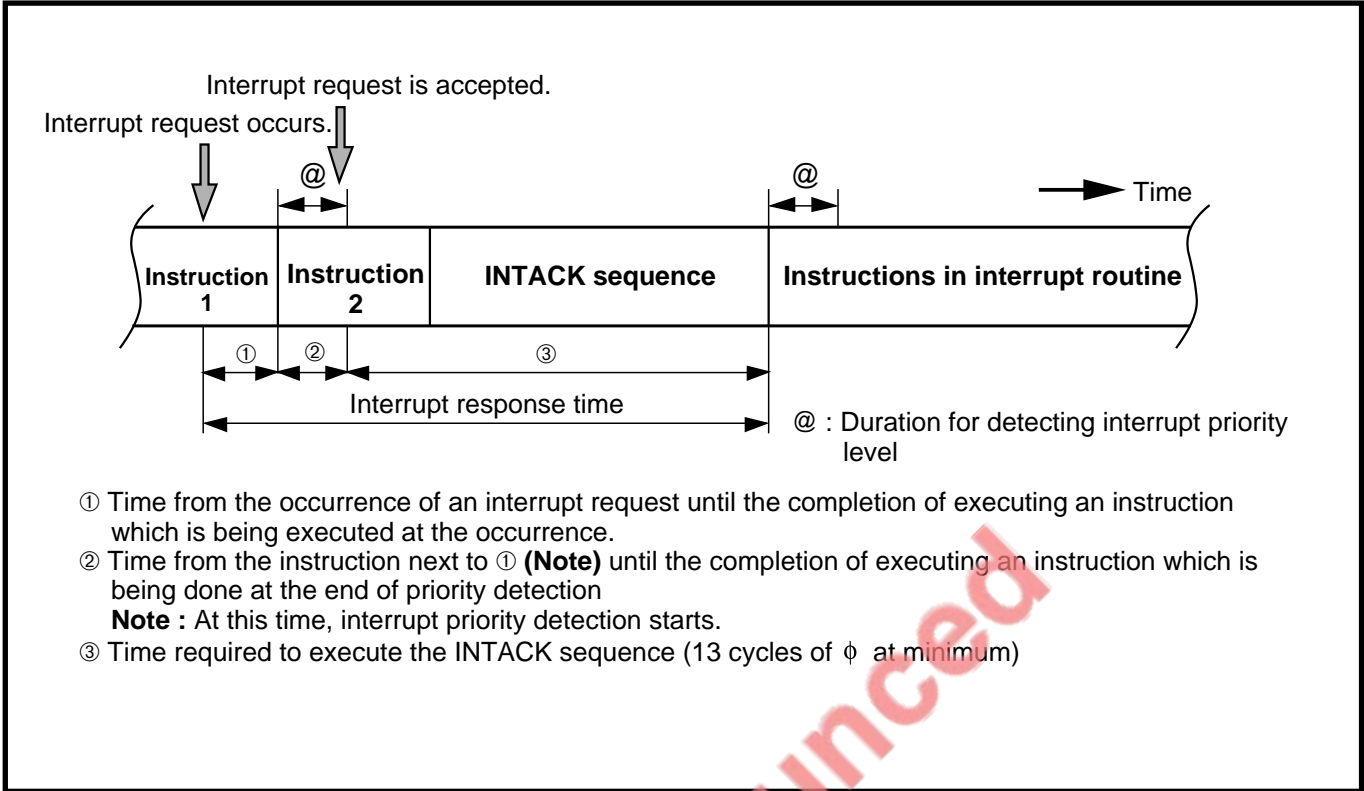 Interrupt request is accepted.
Interrupt request occurs.
@
@
Time
Instruction
1
Instruction
2
INTACK sequence
Instructions in interrupt routine
①
②
③
Interrupt response time
@ : Duration for detecting interrupt priority
level
① Time from the occurrence of an interrupt request until the completion of executing an instruction
which is being executed at the occurrence.
② Time from the instruction next to ① (Note) until the completion of executing an instruction which is
being done at the end of priority detection
Note : At this time, interrupt priority detection starts.
③ Time required to execute the INTACK sequence (13 cycles of ϕ at minimum)
unced